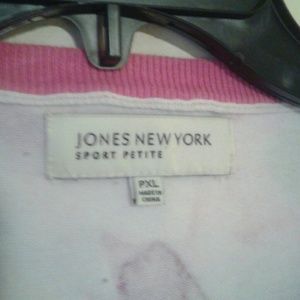 JONES NEW YORK
SPORT PETITE
PXL
MADE IN
CHINA